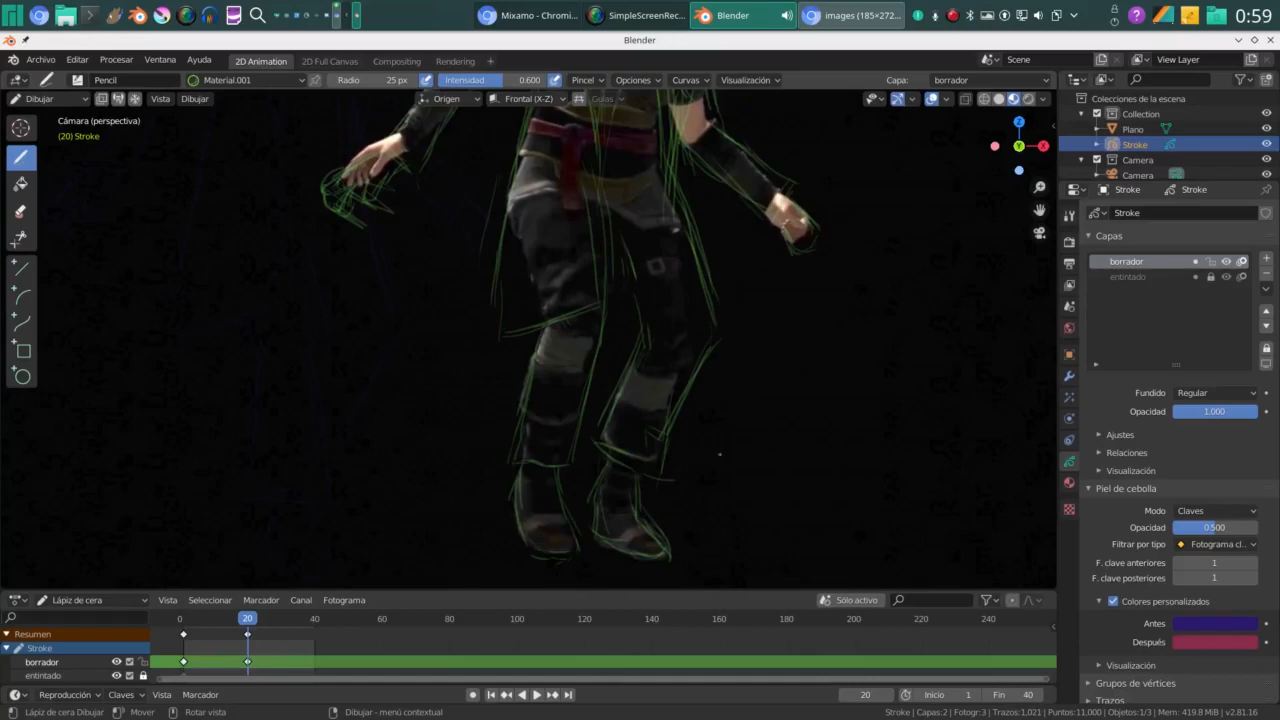 Mixamo - Chromi...
SimpleScreenRec...
Blender
images (185×272...
0:59
Blender
Archivo
Procesar
Ventana
Ayuda
2D Animation
2D Full Canvas
Compositing
Rendering
+
Scene
View Layer
Pencil
Material.001
Radio
25 px
Intensidad
0.600
Pincel
Opciones
Curvas
Visualización
Capa:
borrador
Dibujar
Vista
Dibujar
Origen
Frontal (X-Z)
Guías
Colecciones de la escena
Collection
Plano
Stroke
Camera
Camera
Cámara (perspectiva)
(20) Stroke
Z
Y
X
Stroke
Stroke
Stroke
Capas
borrador
entintado
Fundido
Regular
Opacidad
1.000
Ajustes
Relaciones
Visualización
Piel de cebolla
Modo
Claves
Opacidad
0.500
Filtrar por tipo
Fotograma cl...
F. clave anteriores
1
F. clave posteriores
1
Colores personalizados
Antes
Después
Visualización
Grupos de vértices
Trazos
Lápiz de cera
Vista
Seleccionar
Marcador
Canal
Fotograma
Sólo activo
0
20
40
60
80
100
120
140
160
180
200
220
240
Resumen
Stroke
borrador
entintado
Reproducción
Claves
Vista
Marcador
20
Inicio
1
Fin
40
Lápiz de cera Dibujar
Mover
Rotar vista
Dibujar - menú contextual
Stroke | Capas:2 | Fotogr:3 | Trazos:1,021 | Puntos:11,000 | Objetos:1/3 | Mem: 419.8 MiB | v2.81.16